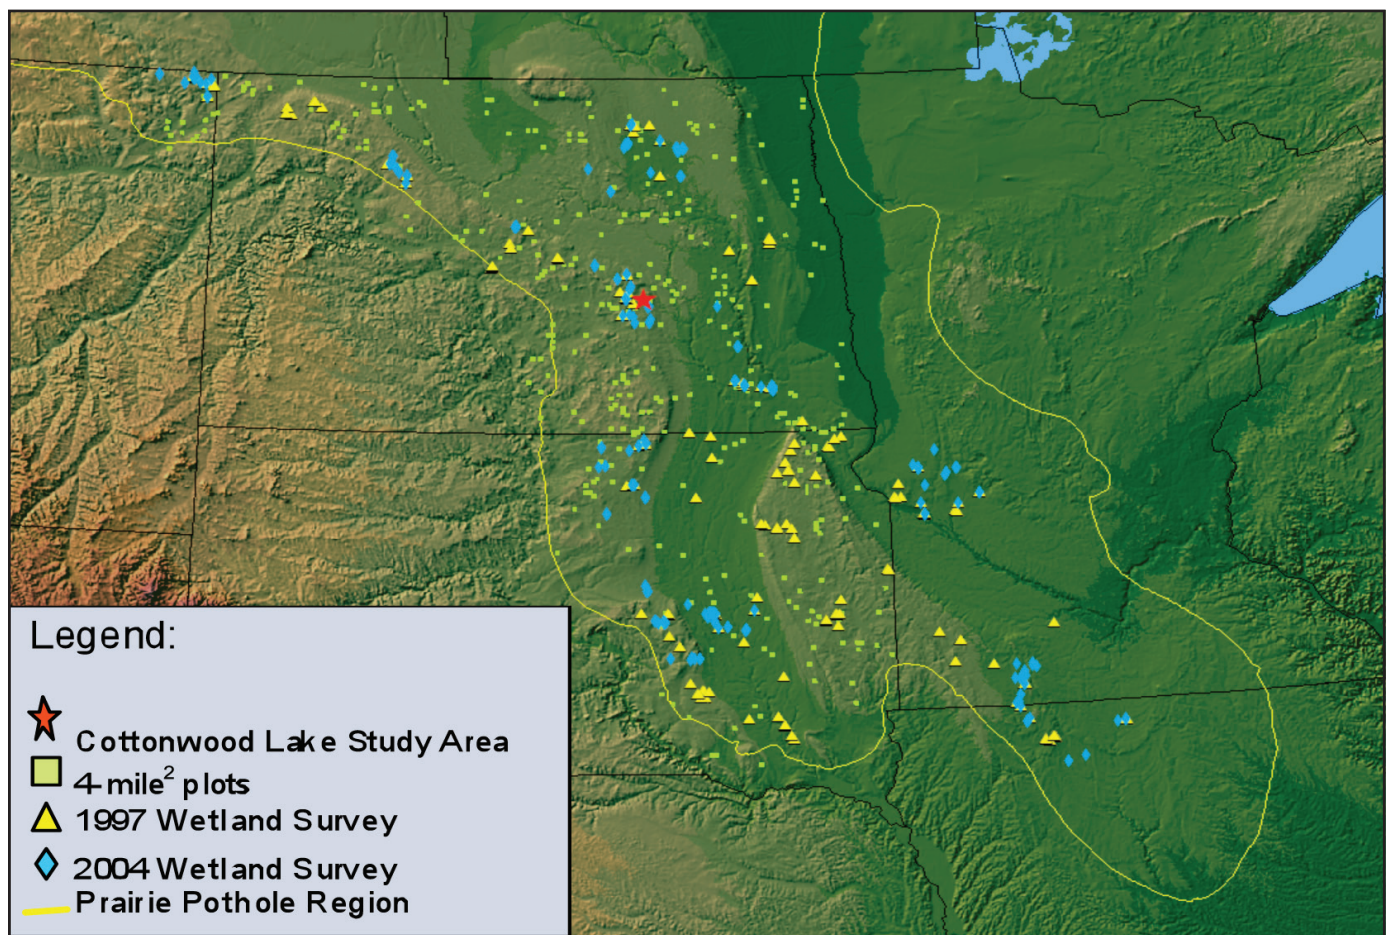 Legend:
Cottonwood Lake Study Area
4-mile² plots
1997 Wetland Survey
2004 Wetland Survey
Prairie Pothole Region